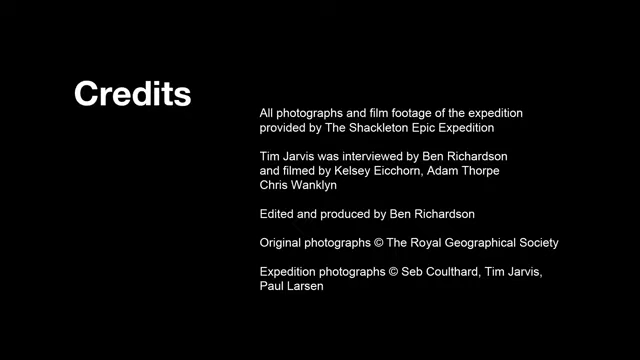 Credits
All photographs and film footage of the expedition
provided by The Shackleton Epic Expedition
Tim Jarvis was interviewed by Ben Richardson
and filmed by Kelsey Eicchorn, Adam Thorpe
Chris Wanklyn
Edited and produced by Ben Richardson
Original photographs © The Royal Geographical Society
Expedition photographs © Seb Coulthard, Tim Jarvis,
Paul Larsen